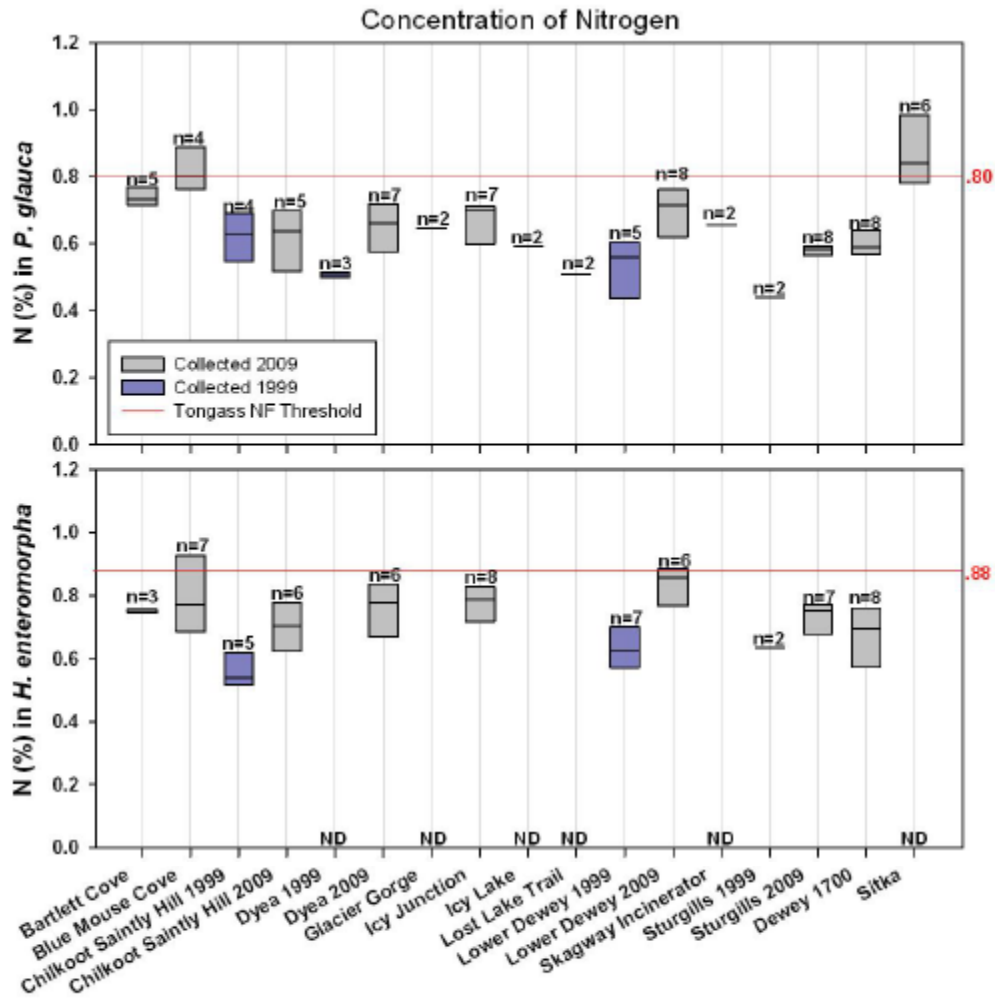 Concentration of Nitrogen
N (%) in P. glauca
1.2
1.0
0.8
0.6
0.4
0.2
0.0
n=5
n=4
n=4
n=5
n=3
n=7
n=2
n=7
n=2
n=2
n=5
n=8
n=2
n=2
n=8
n=8
n=6
.80
Collected 2009
Collected 1999
Tongass NF Threshold
N (%) in H. enteromorpha
1.2
1.0
0.8
0.6
0.4
0.2
0.0
n=3
n=7
n=5
n=6
ND
n=6
ND
n=8
ND
ND
n=7
n=6
ND
n=2
n=7
n=8
ND
.88
Bartlett Cove
Blue Mouse Cove
Chilkoot Saintly Hill 1999
Chilkoot Saintly Hill 2009
Dyea 1999
Dyea 2009
Glacier Gorge
Icy Junction
Icy Lake
Lost Lake Trail
Lower Dewey 1999
Lower Dewey 2009
Skagway Incinerator
Sturgills 1999
Sturgills 2009
Dewey 1700
Sitka